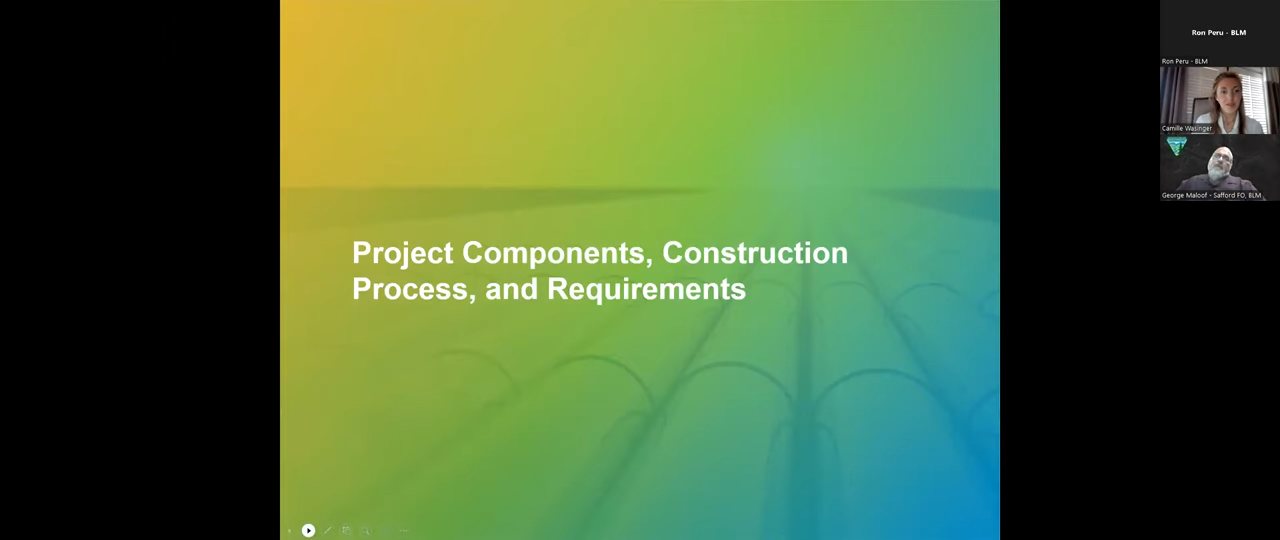 Project Components, Construction
Process, and Requirements
Ron Peru - BLM
Ron Peru - BLM
Camille Wasinger
George Maloof - Safford FO, BLM